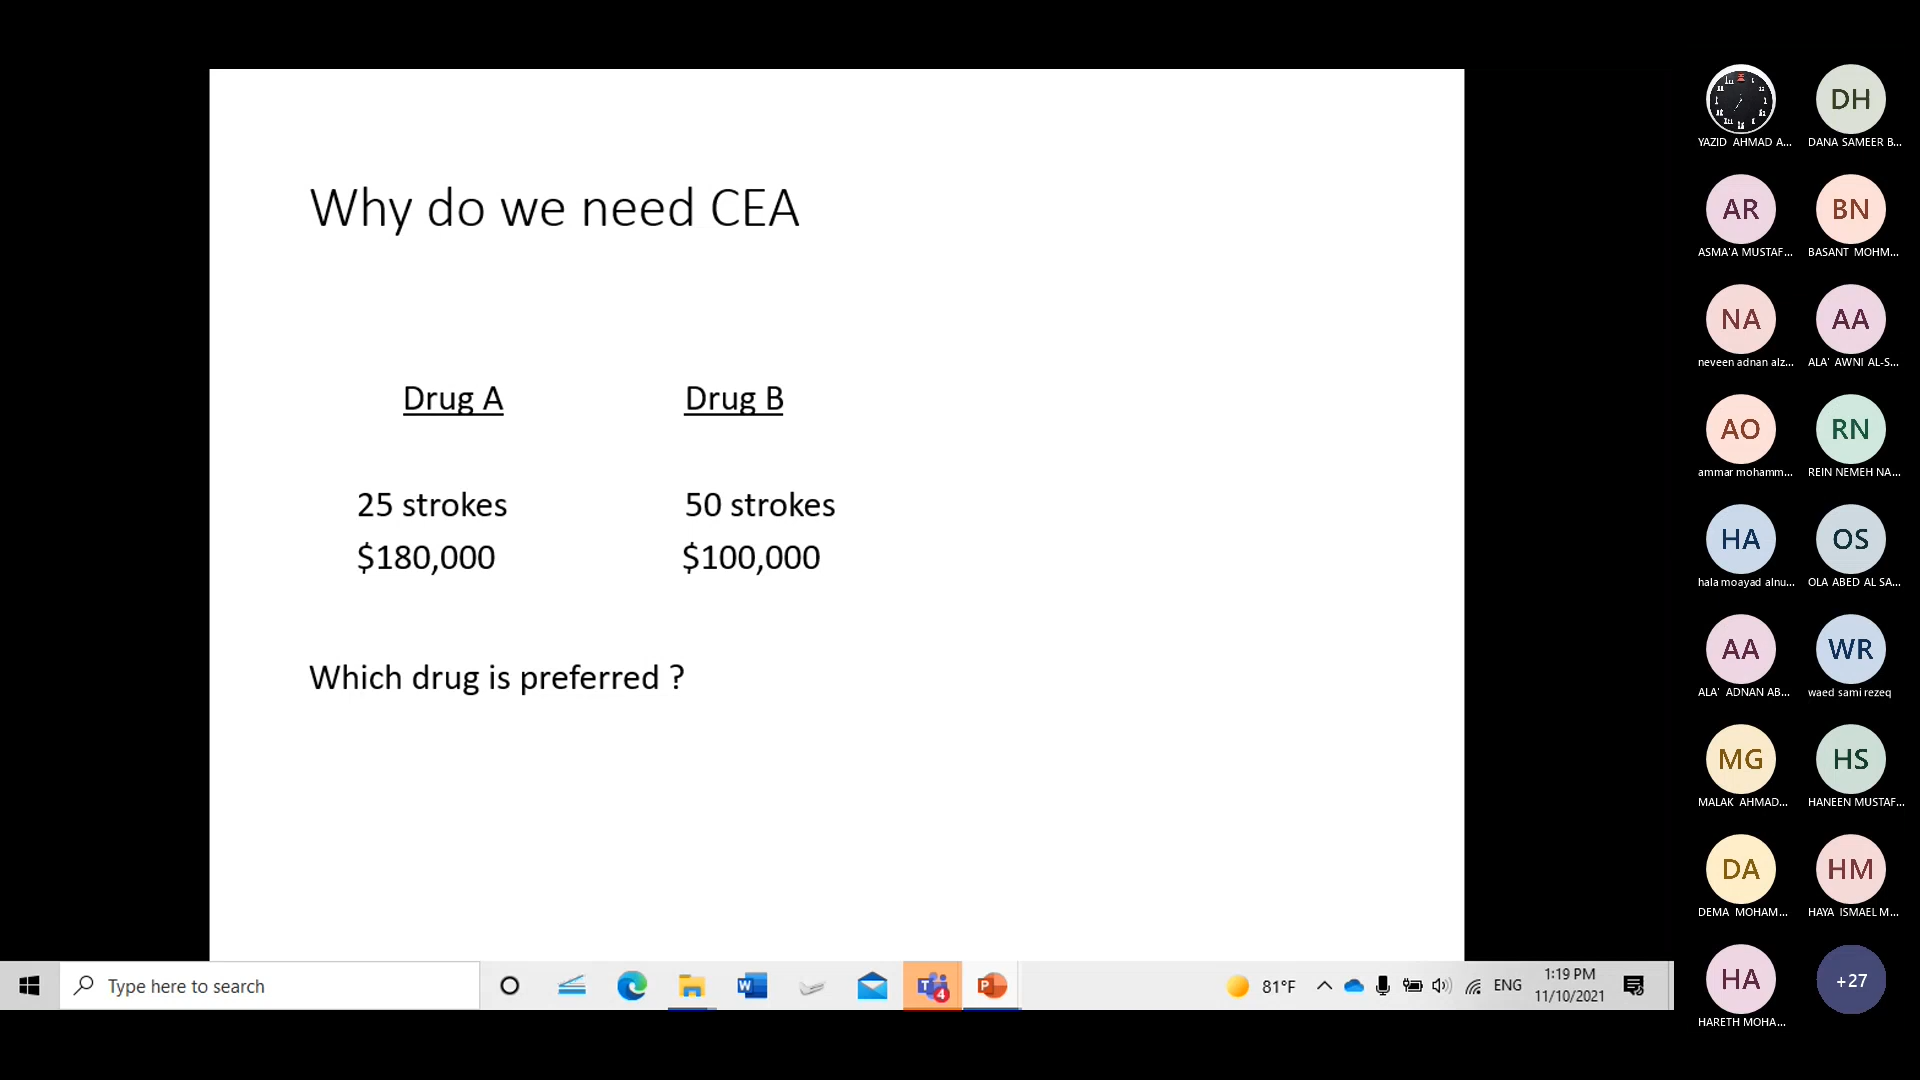 Why do we need CEA
Drug A
Drug B
25 strokes
50 strokes
$180,000
$100,000
Which drug is preferred ?
DH
YAZID AHMAD A...
DANA SAMEER B...
AR
BN
ASMA'A MUSTAF...
BASANT MOHM...
NA
AA
neveen adnan alz...
ALA' AWNI AL-S...
AO
RN
ammar mohamm...
REIN NEMEH NA...
HA
OS
hala moayad alnu...
OLA ABED AL SA...
AA
WR
ALA' ADNAN AB...
waed sami rezeq
MG
HS
MALAK AHMAD...
HANEEN MUSTAF...
DA
HM
DEMA MOHAM...
HAYA ISMAEL M...
HA
+27
HARETH MOHA...
Type here to search
4
81°F
ENG
1:19 PM
11/10/2021